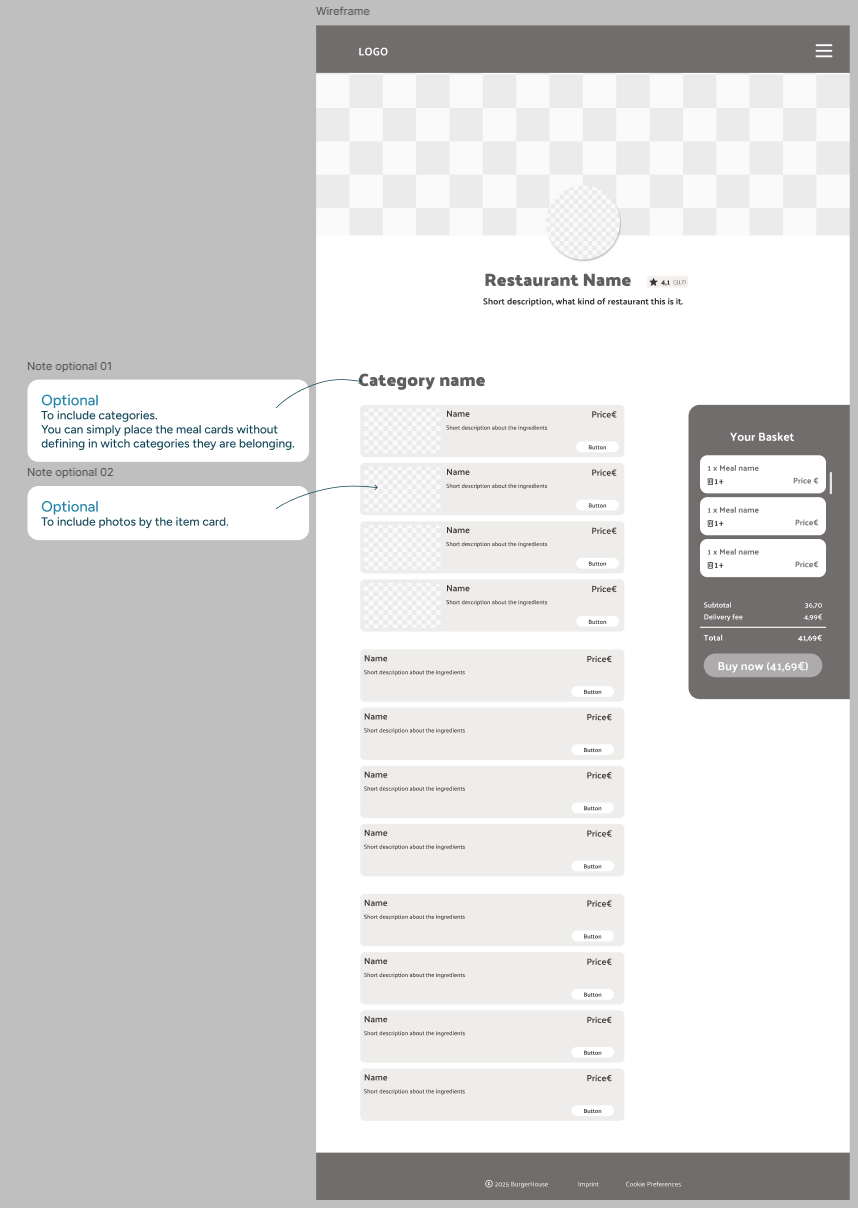 Wireframe
LOGO
Restaurant Name
4,1 (317)
Short description, what kind of restaurant this is it.
Note optional 01
Optional
To include categories.
You can simply place the meal cards without
defining in witch categories they are belonging.
Note optional 02
Optional
To include photos by the item card.
Category name
Name Price€
Short description about the ingredients
Button
Name Price€
Short description about the ingredients
Button
Name Price€
Short description about the ingredients
Button
Name Price€
Short description about the ingredients
Button
Name Price€
Short description about the ingredients
Button
Name Price€
Short description about the ingredients
Button
Name Price€
Short description about the ingredients
Button
Name Price€
Short description about the ingredients
Button
Name Price€
Short description about the ingredients
Button
Name Price€
Short description about the ingredients
Button
Name Price€
Short description about the ingredients
Button
Name Price€
Short description about the ingredients
Button
Your Basket
1 x Meal name
1+ Price €
1 x Meal name
1+ Price€
1 x Meal name
1+ Price€
Subtotal 36,70
Delivery fee 4,99€
Total 41,69€
Buy now (41,69€)
© 2025 BurgerHouse Imprint Cookie Preferences